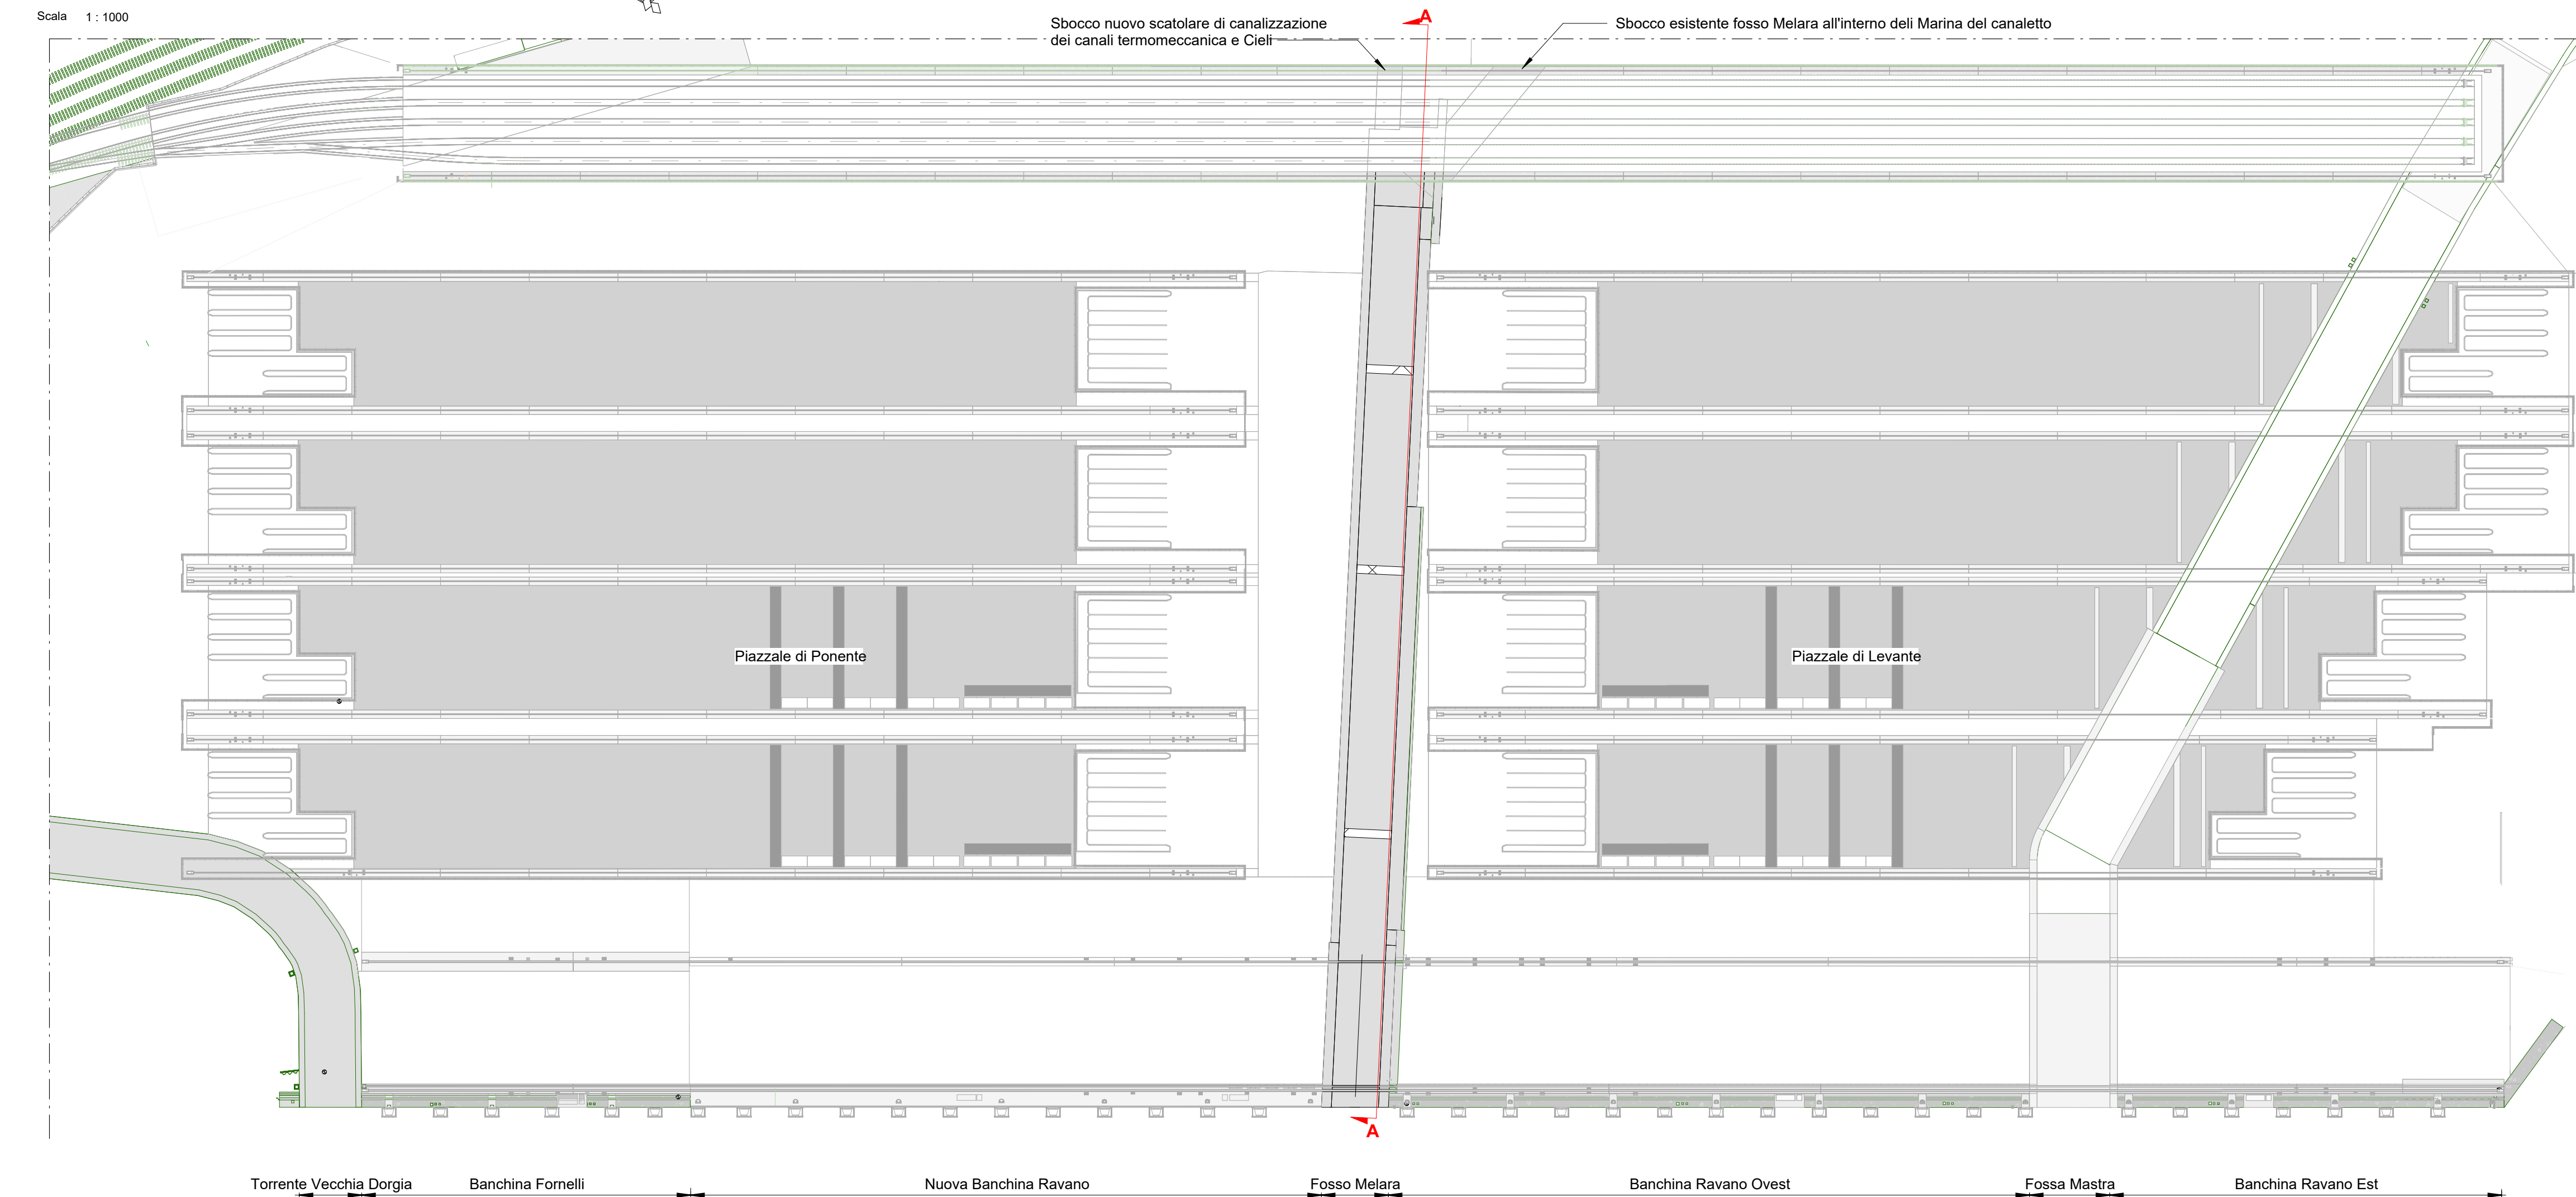 Scala 1 : 1000
A
Sbocco nuovo scatolare di canalizzazione
dei canali termomeccanica e Cieli
Sbocco esistente fosso Melara all'interno deli Marina del canaletto
Piazzale di Ponente
Piazzale di Levante
A
Torrente Vecchia Dorgia
Banchina Fornelli
Nuova Banchina Ravano
Fosso Melara
Banchina Ravano Ovest
Fossa Mastra
Banchina Ravano Est